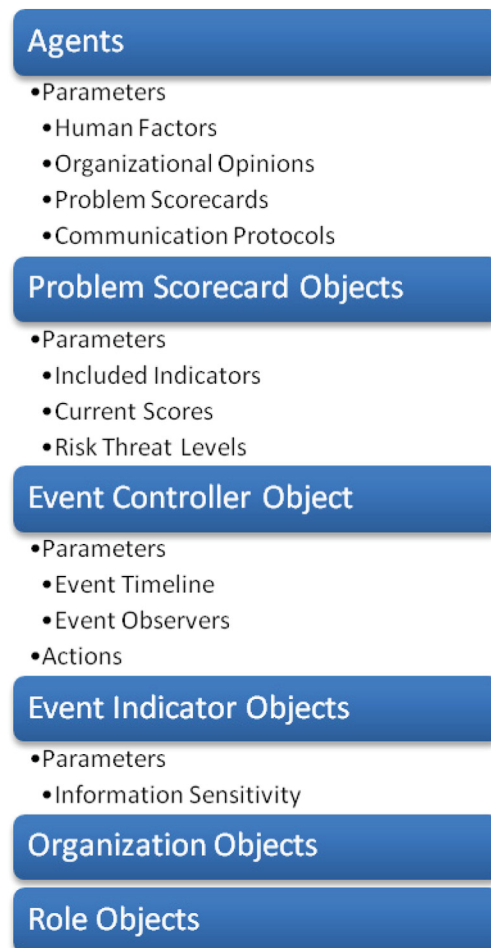 Agents
•Parameters
•Human Factors
•Organizational Opinions
•Problem Scorecards
•Communication Protocols
Problem Scorecard Objects
•Parameters
•Included Indicators
•Current Scores
•Risk Threat Levels
Event Controller Object
•Parameters
•Event Timeline
•Event Observers
•Actions
Event Indicator Objects
•Parameters
•Information Sensitivity
Organization Objects
Role Objects